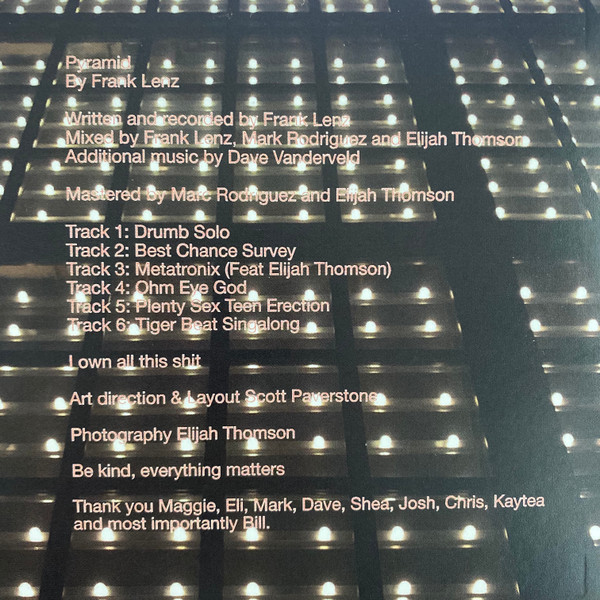 Pyramid
By Frank Lenz
Written and recorded by Frank Lenz
Mixed by Frank Lenz, Mark Rodriguez and Elijah Thomson
Additional music by Dave Vanderveld
Mastered by Marc Rodriguez and Elijah Thomson
Track 1: Drumb Solo
Track 2: Best Chance Survey
Track 3: Metatronix (Feat Elijah Thomson)
Track 4: Ohm Eye God
Track 5: Plenty Sex Teen Erection
Track 6: Tiger Beat Singalong
I own all this shit
Art direction & Layout Scott Paverstone
Photography Elijah Thomson
Be kind, everything matters
Thank you Maggie, Eli, Mark, Dave, Shea, Josh, Chris, Kaytea
and most importantly Bill.